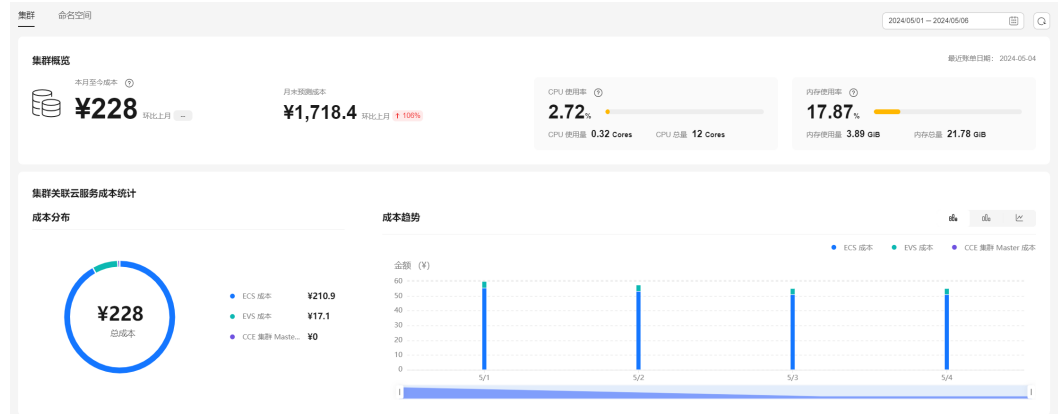 集群 命名空间
2024/05/01 – 2024/05/06
集群概览
最近账单日期： 2024-05-04
本月至今成本
¥228 环比上月 --
月末预测成本
¥1,718.4 环比上月 ↑ 106%
CPU 使用率
2.72%
CPU 使用量 0.32 Cores CPU 总量 12 Cores
内存使用率
17.87%
内存使用量 3.89 GiB 内存总量 21.78 GiB
集群关联云服务成本统计
成本分布
¥228
总成本
ECS 成本 ¥210.9
EVS 成本 ¥17.1
CCE 集群 Maste... ¥0
成本趋势
ECS 成本 EVS 成本 CCE 集群 Master 成本
金额 (¥)
60
50
40
30
20
10
0
5/1 5/2 5/3 5/4